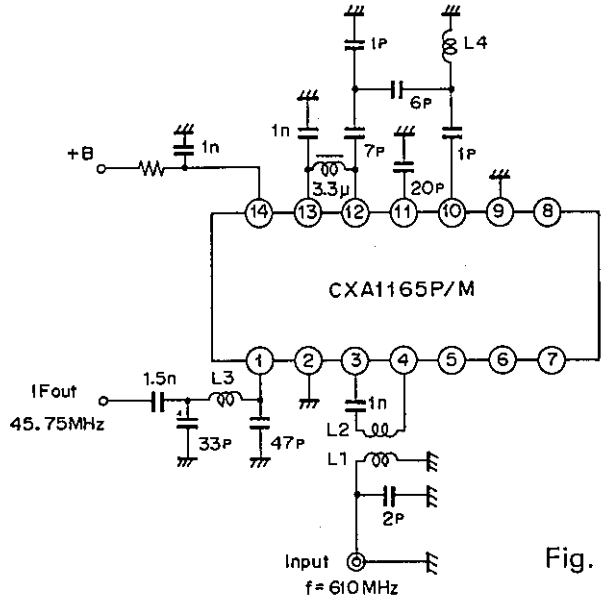 1P
L4
6P
1n
1n
7P
1P
+B
3.3μ
20P
14
13
12
11
10
9
8
CXA1165P/M
1
2
3
4
5
6
7
1.5n
L3
IFout
45.75MHz
33P
47P
1n
L2
L1
2P
Input
f=610MHz
Fig.